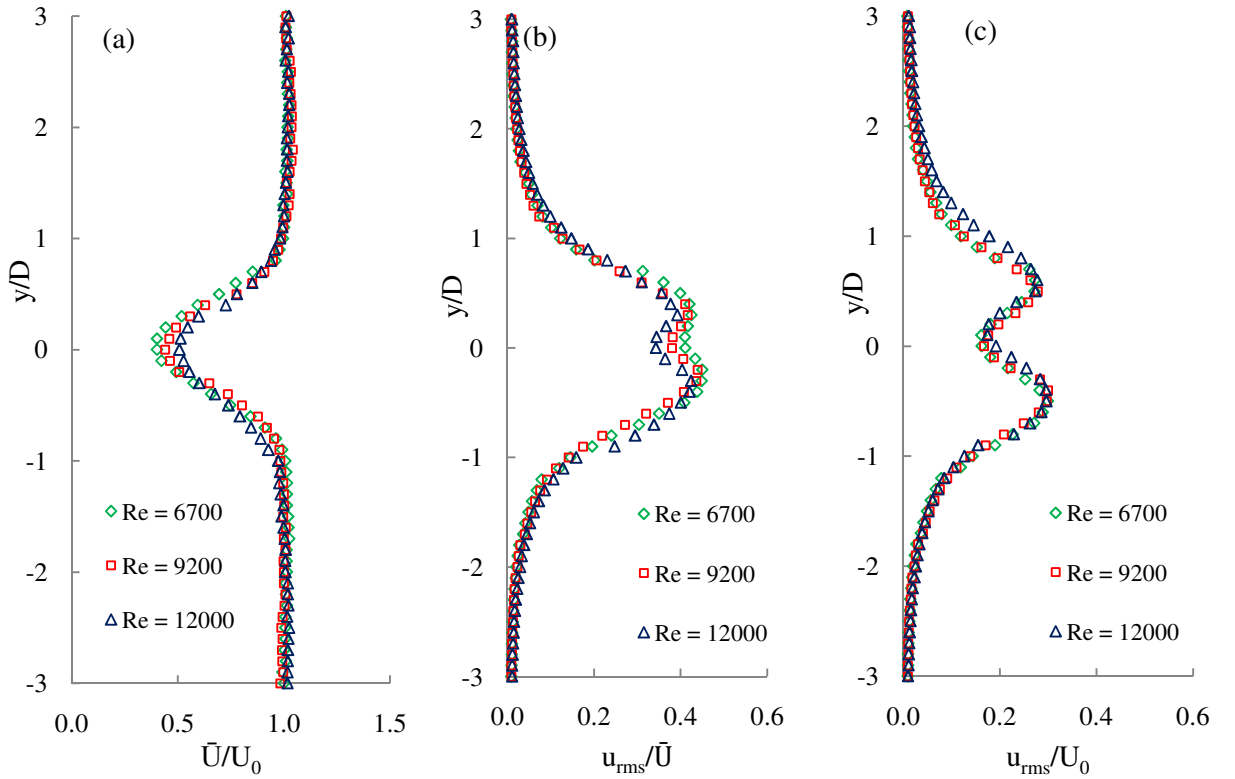 (a)
3
2
1
0
-1
-2
-3
y/D
Re = 6700
Re = 9200
Re = 12000
0.0 0.5 1.0 1.5
Ū/U₀
(b)
3
2
1
0
-1
-2
-3
y/D
Re = 6700
Re = 9200
Re = 12000
0.0 0.2 0.4 0.6
uᵣₘₛ/Ū
(c)
3
2
1
0
-1
-2
-3
y/D
Re = 6700
Re = 9200
Re = 12000
0.0 0.2 0.4 0.6
uᵣₘₛ/U₀